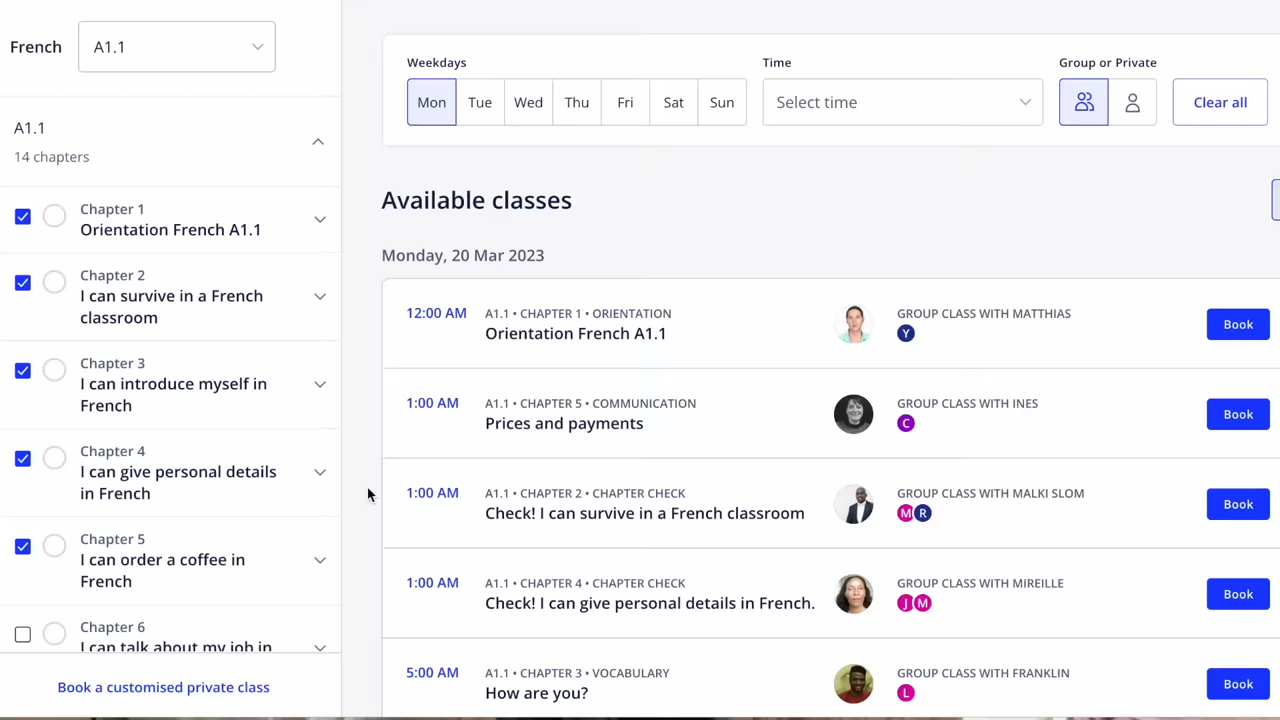 French
A1.1
A1.1
14 chapters
Chapter 1
Orientation French A1.1
Chapter 2
I can survive in a French
classroom
Chapter 3
I can introduce myself in
French
Chapter 4
I can give personal details
in French
Chapter 5
I can order a coffee in
French
Chapter 6
I can talk about my job in
Book a customised private class
Weekdays
Mon Tue Wed Thu Fri Sat Sun
Time
Select time
Group or Private
Clear all
Available classes
Monday, 20 Mar 2023
12:00 AM
A1.1 • CHAPTER 1 • ORIENTATION
Orientation French A1.1
GROUP CLASS WITH MATTHIAS
Y
Book
1:00 AM
A1.1 • CHAPTER 5 • COMMUNICATION
Prices and payments
GROUP CLASS WITH INES
C
Book
1:00 AM
A1.1 • CHAPTER 2 • CHAPTER CHECK
Check! I can survive in a French classroom
GROUP CLASS WITH MALKI SLOM
M R
Book
1:00 AM
A1.1 • CHAPTER 4 • CHAPTER CHECK
Check! I can give personal details in French.
GROUP CLASS WITH MIREILLE
J M
Book
5:00 AM
A1.1 • CHAPTER 3 • VOCABULARY
How are you?
GROUP CLASS WITH FRANKLIN
L
Book